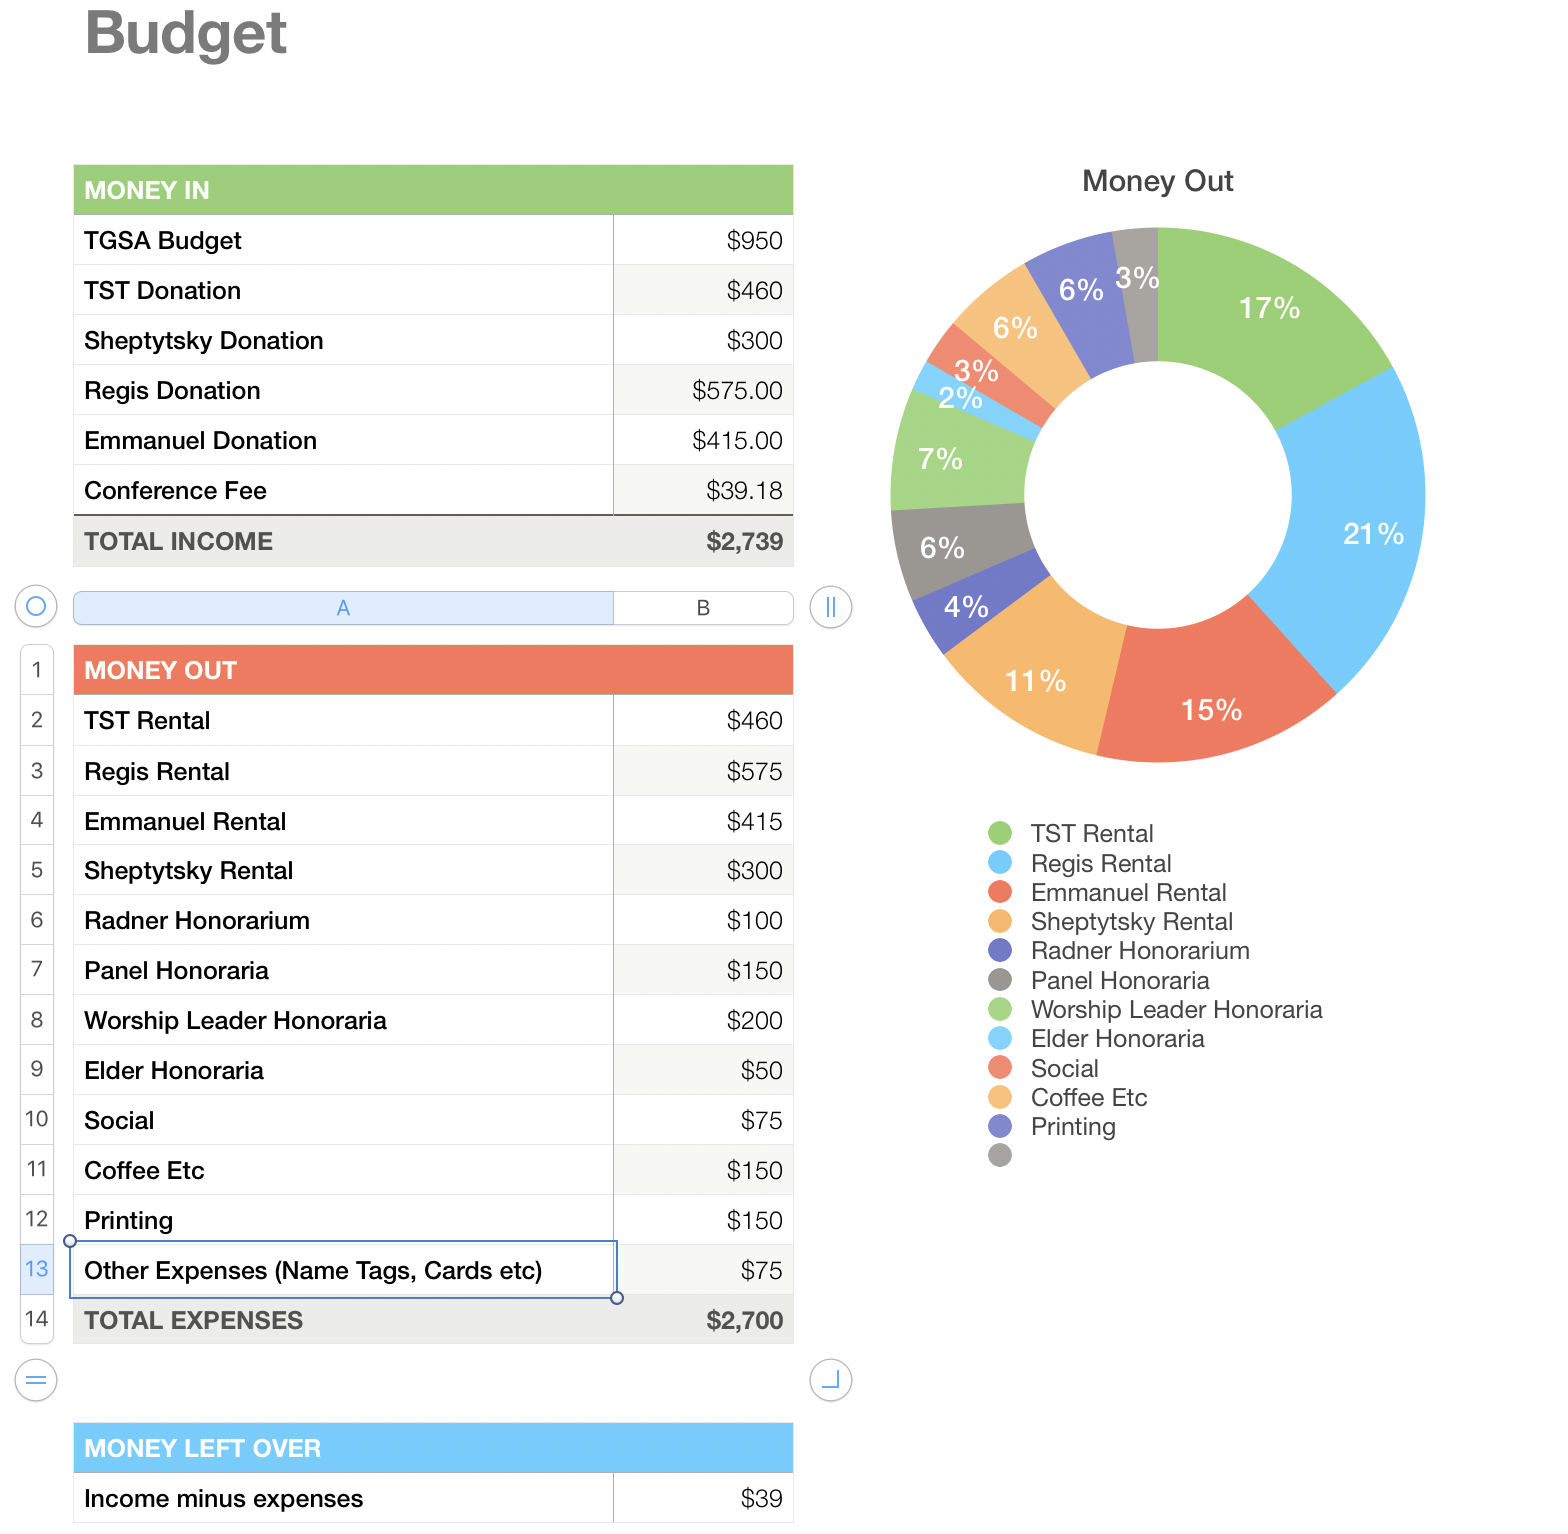 Budget
MONEY IN
TGSA Budget $950
TST Donation $460
Sheptytsky Donation $300
Regis Donation $575.00
Emmanuel Donation $415.00
Conference Fee $39.18
TOTAL INCOME $2,739
A B
1 MONEY OUT
2 TST Rental $460
3 Regis Rental $575
4 Emmanuel Rental $415
5 Sheptytsky Rental $300
6 Radner Honorarium $100
7 Panel Honoraria $150
8 Worship Leader Honoraria $200
9 Elder Honoraria $50
10 Social $75
11 Coffee Etc $150
12 Printing $150
13 Other Expenses (Name Tags, Cards etc) $75
14 TOTAL EXPENSES $2,700
MONEY LEFT OVER
Income minus expenses $39
Money Out
17%
21%
15%
11%
4%
6%
7%
2%
3%
6%
6%
3%
TST Rental
Regis Rental
Emmanuel Rental
Sheptytsky Rental
Radner Honorarium
Panel Honoraria
Worship Leader Honoraria
Elder Honoraria
Social
Coffee Etc
Printing